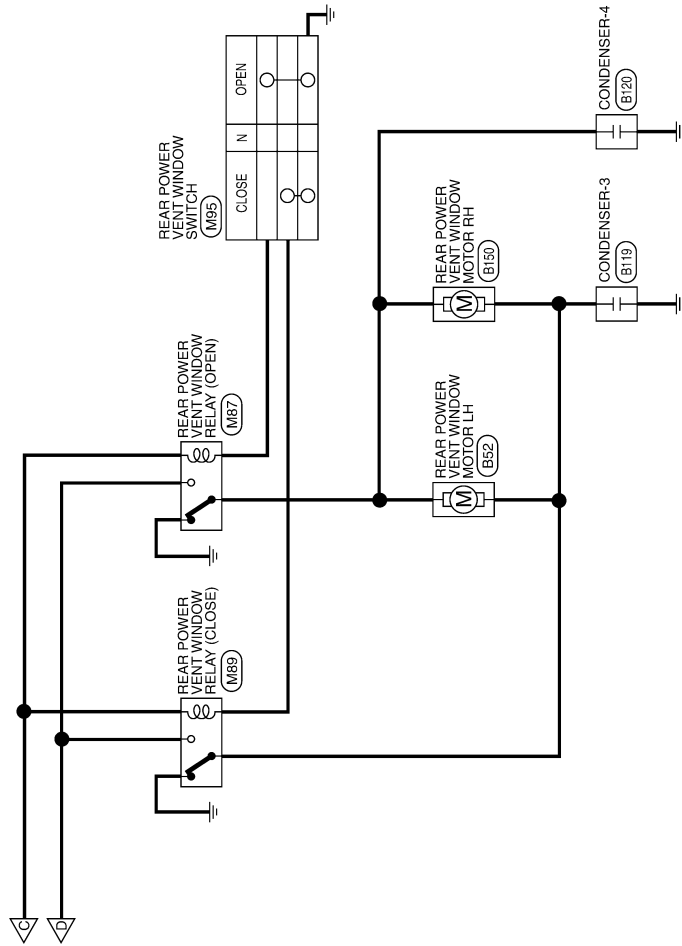 REAR POWER
VENT WINDOW
SWITCH
M95
CLOSE
N
OPEN
REAR POWER
VENT WINDOW
RELAY (OPEN)
M87
REAR POWER
VENT WINDOW
RELAY (CLOSE)
M89
REAR POWER
VENT WINDOW
MOTOR LH
B52
M
REAR POWER
VENT WINDOW
MOTOR RH
B150
M
CONDENSER-3
B119
CONDENSER-4
B120
C
D